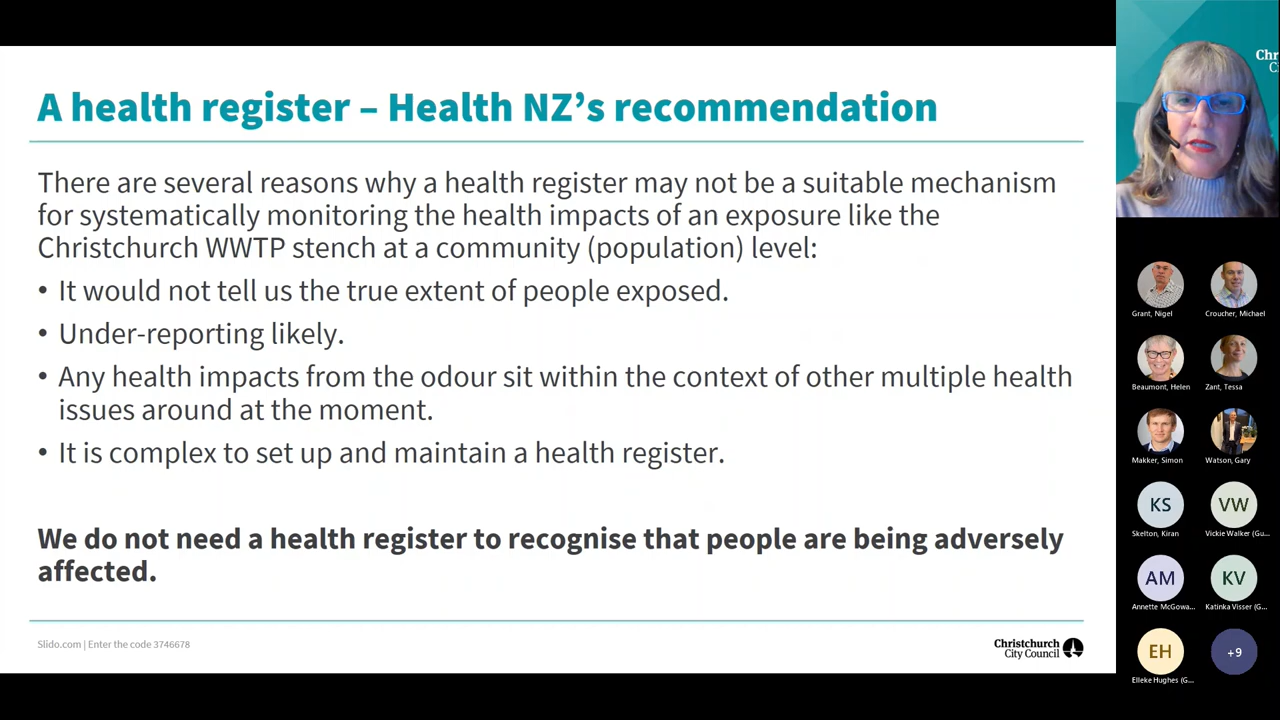 A health register – Health NZ's recommendation
There are several reasons why a health register may not be a suitable mechanism
for systematically monitoring the health impacts of an exposure like the
Christchurch WWTP stench at a community (population) level:
• It would not tell us the true extent of people exposed.
• Under-reporting likely.
• Any health impacts from the odour sit within the context of other multiple health
issues around at the moment.
• It is complex to set up and maintain a health register.
We do not need a health register to recognise that people are being adversely
affected.
Slido.com | Enter the code 3746678
Christchurch
City Council
Chr
Ci
Grant, Nigel
Croucher, Michael
Beaumont, Helen
Zant, Tessa
Makker, Simon
Watson, Gary
KS
VW
Skelton, Kiran
Vickie Walker (Gu...
AM
KV
Annette McGowa...
Katinka Visser (G...
EH
+9
Elleke Hughes (G...